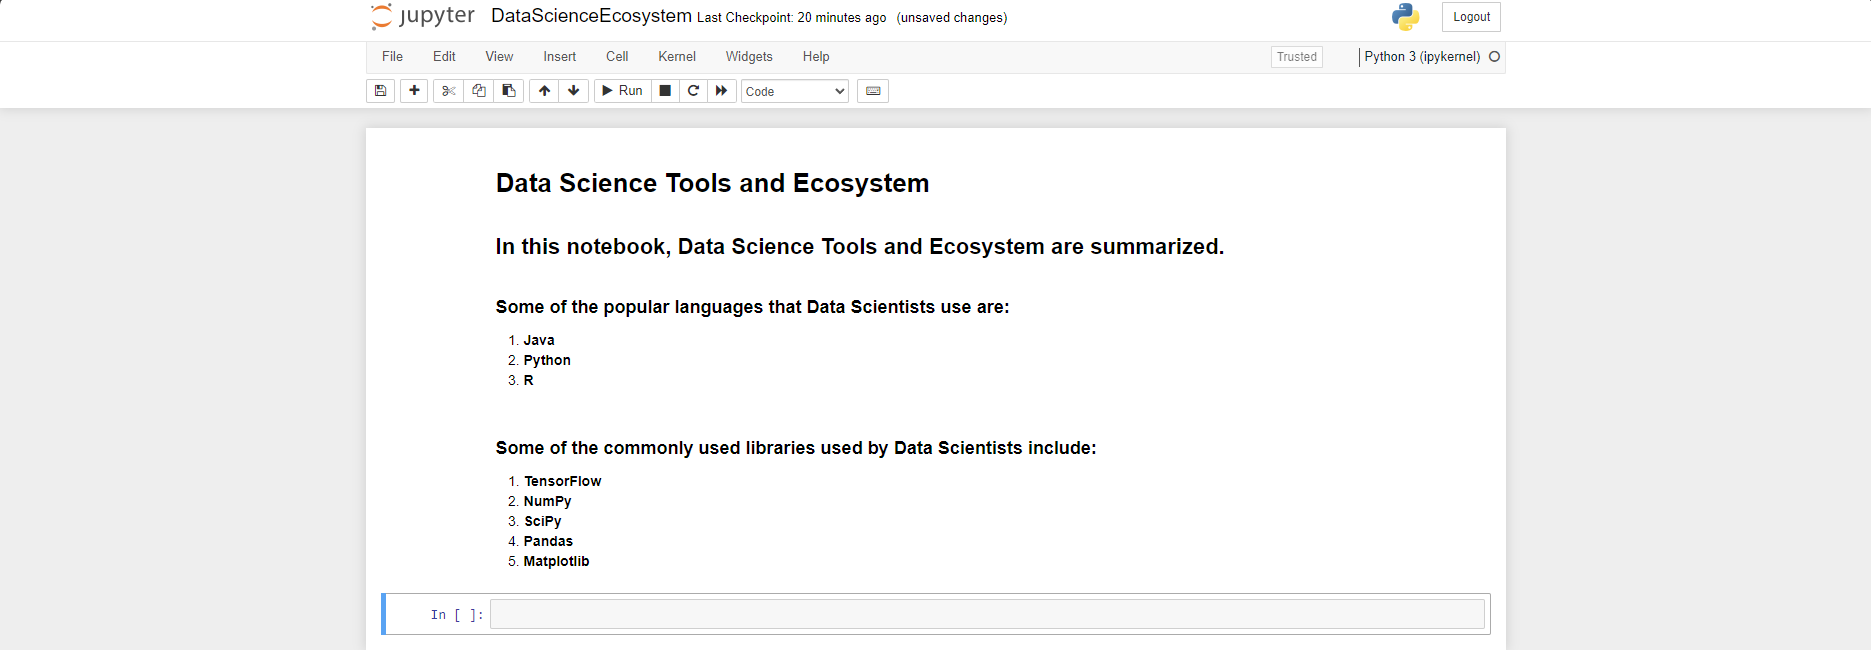 jupyter DataScienceEcosystem Last Checkpoint: 20 minutes ago (unsaved changes) Logout
File Edit View Insert Cell Kernel Widgets Help Trusted Python 3 (ipykernel)
Run Code
Data Science Tools and Ecosystem
In this notebook, Data Science Tools and Ecosystem are summarized.
Some of the popular languages that Data Scientists use are:
1. Java
2. Python
3. R
Some of the commonly used libraries used by Data Scientists include:
1. TensorFlow
2. NumPy
3. SciPy
4. Pandas
5. Matplotlib
In [ ]: